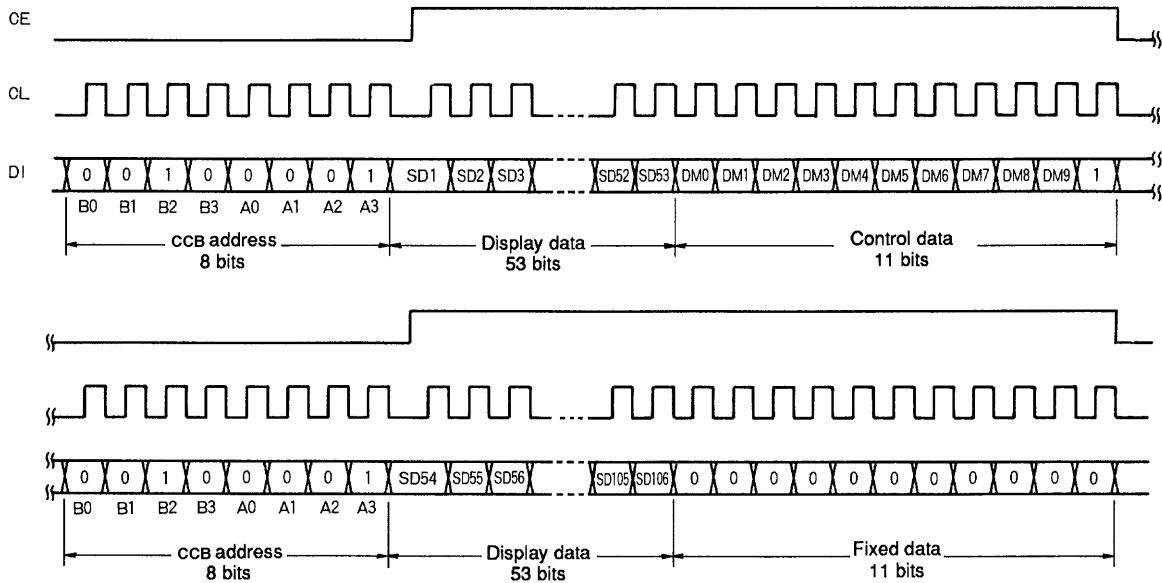 CE
CL
DI 0 0 1 0 0 0 0 1 SD1 SD2 SD3 SD52 SD53 DM0 DM1 DM2 DM3 DM4 DM5 DM6 DM7 DM8 DM9 1
B0 B1 B2 B3 A0 A1 A2 A3
CCB address Display data Control data
8 bits 53 bits 11 bits
0 0 1 0 0 0 0 1 SD54 SD55 SD56 SD105 SD106 0 0 0 0 0 0 0 0 0 0 0
B0 B1 B2 B3 A0 A1 A2 A3
CCB address Display data Fixed data
8 bits 53 bits 11 bits